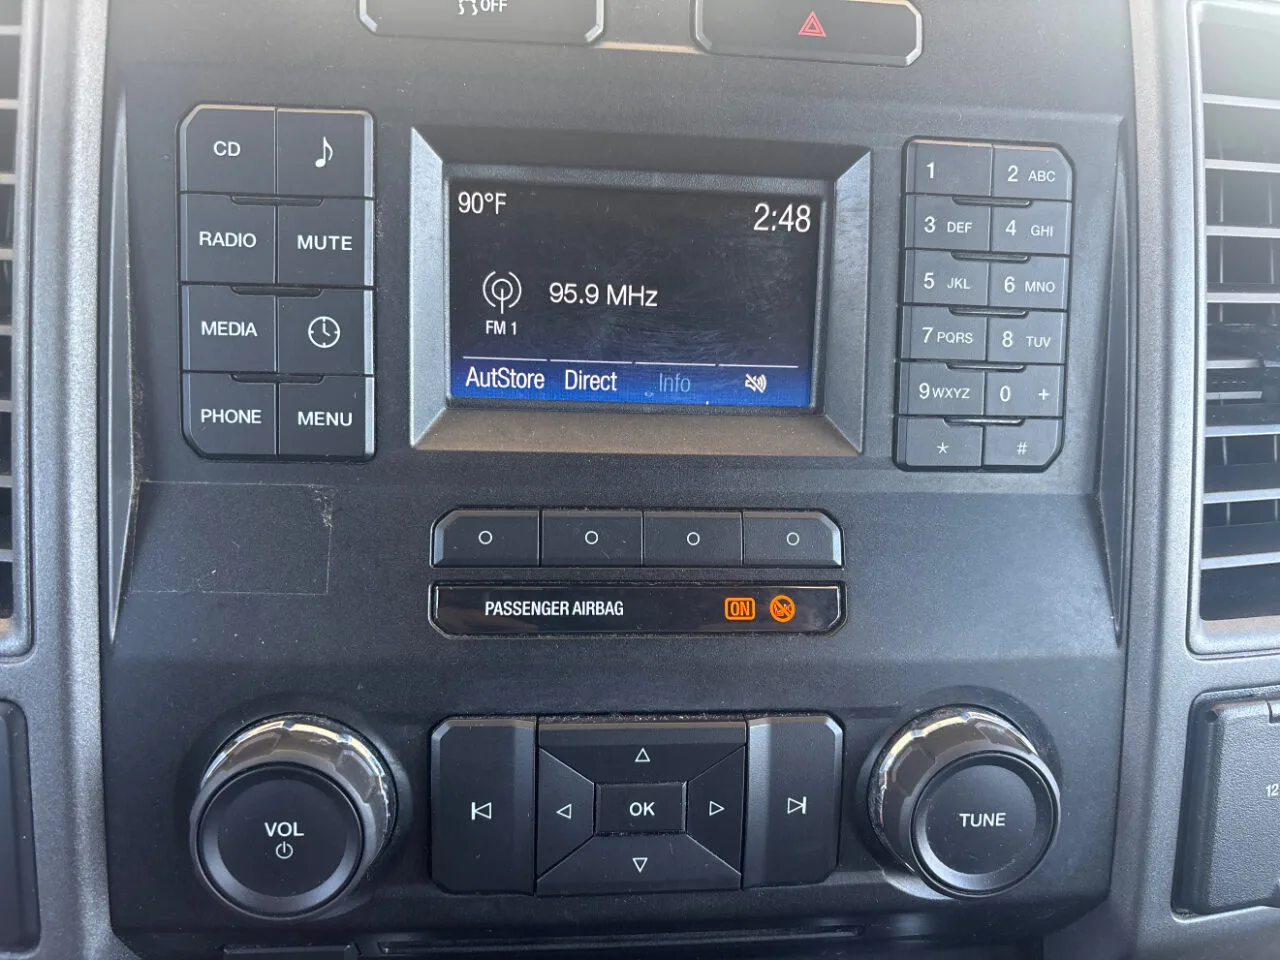 OFF
CD
RADIO
MUTE
MEDIA
PHONE
MENU
90°F
2:48
95.9 MHz
FM 1
AutStore Direct Info
1
2 ABC
3 DEF
4 GHI
5 JKL
6 MNO
7 PQRS
8 TUV
9 WXYZ
0 +
* #
PASSENGER AIRBAG ON
VOL
OK
TUNE
12